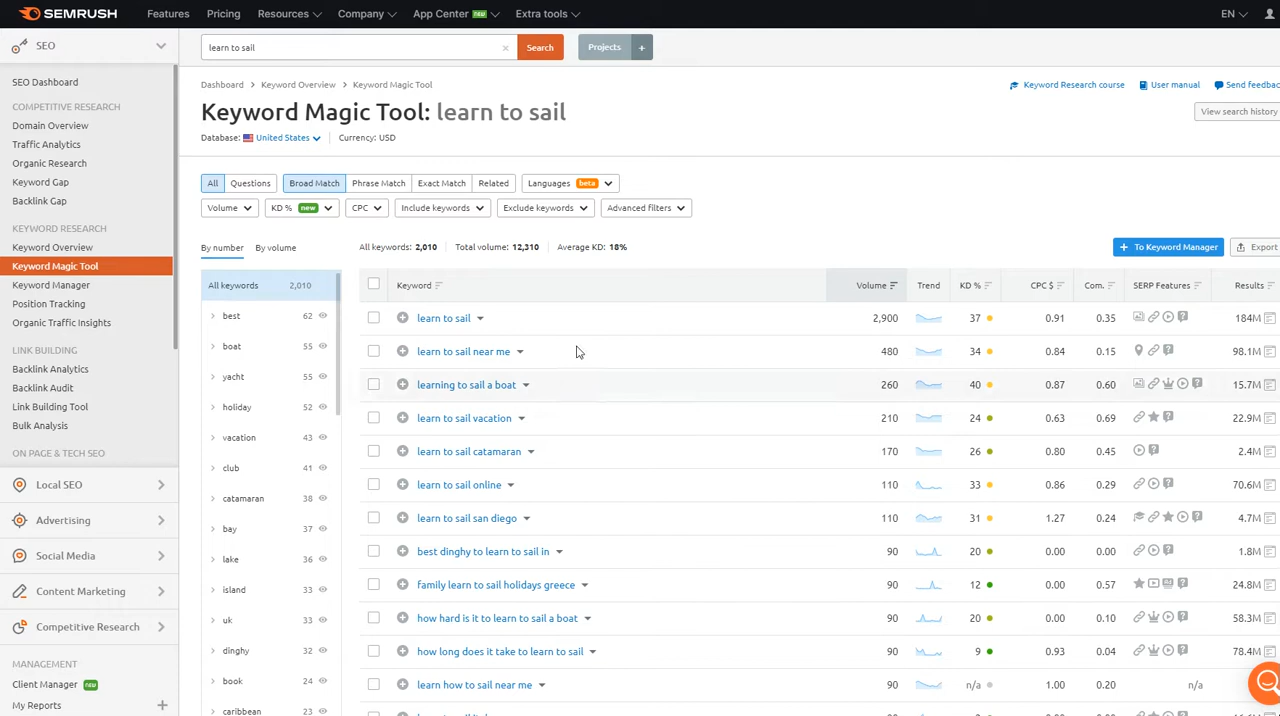 SEMRUSH Features Pricing Resources Company App Center new Extra tools EN
SEO
learn to sail × Search Projects +
SEO Dashboard
COMPETITIVE RESEARCH
Domain Overview
Traffic Analytics
Organic Research
Keyword Gap
Backlink Gap
KEYWORD RESEARCH
Keyword Overview
Keyword Magic Tool
Keyword Manager
Position Tracking
Organic Traffic Insights
LINK BUILDING
Backlink Analytics
Backlink Audit
Link Building Tool
Bulk Analysis
ON PAGE & TECH SEO
Local SEO
Advertising
Social Media
Content Marketing
Competitive Research
MANAGEMENT
Client Manager new
My Reports +
Dashboard > Keyword Overview > Keyword Magic Tool
Keyword Research course User manual Send feedbac
Keyword Magic Tool: learn to sail
View search history
Database: United States Currency: USD
All Questions Broad Match Phrase Match Exact Match Related Languages beta
Volume KD % new CPC Include keywords Exclude keywords Advanced filters
By number By volume
All keywords: 2,010 Total volume: 12,310 Average KD: 18%
+ To Keyword Manager Export
All keywords 2,010
best 62
boat 55
yacht 55
holiday 52
vacation 43
club 41
catamaran 38
bay 37
lake 36
island 33
uk 33
dinghy 32
book 24
caribbean 23
Keyword Volume Trend KD % CPC $ Com. SERP Features Results
learn to sail 2,900 37 0.91 0.35 184M
learn to sail near me 480 34 0.84 0.15 98.1M
learning to sail a boat 260 40 0.87 0.60 15.7M
learn to sail vacation 210 24 0.63 0.69 22.9M
learn to sail catamaran 170 26 0.80 0.45 2.4M
learn to sail online 110 33 0.86 0.29 70.6M
learn to sail san diego 110 31 1.27 0.24 4.7M
best dinghy to learn to sail in 90 20 0.00 0.00 1.8M
family learn to sail holidays greece 90 12 0.00 0.57 24.8M
how hard is it to learn to sail a boat 90 20 0.00 0.10 58.3M
how long does it take to learn to sail 90 9 0.93 0.04 78.4M
learn how to sail near me 90 n/a 1.00 0.20 n/a